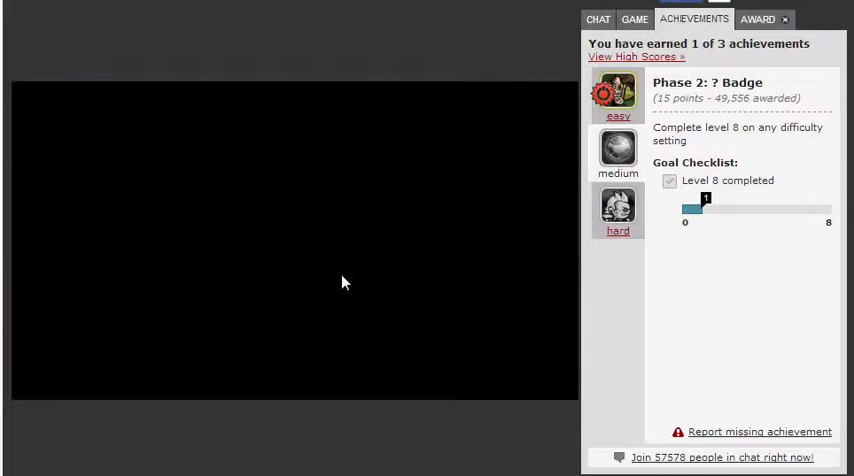 CHAT GAME ACHIEVEMENTS AWARD
You have earned 1 of 3 achievements
View High Scores »
easy
medium
hard
Phase 2: ? Badge
(15 points - 49,556 awarded)
Complete level 8 on any difficulty
setting
Goal Checklist:
Level 8 completed
1
0 8
Report missing achievement
Join 57578 people in chat right now!